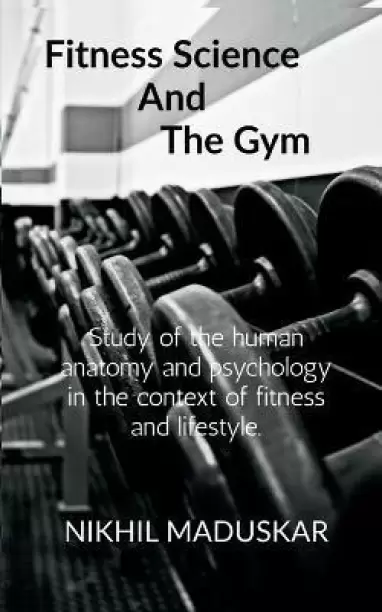 Fitness Science
And
The Gym
Study of the human
anatomy and psychology
in the context of fitness
and lifestyle.
NIKHIL MADUSKAR